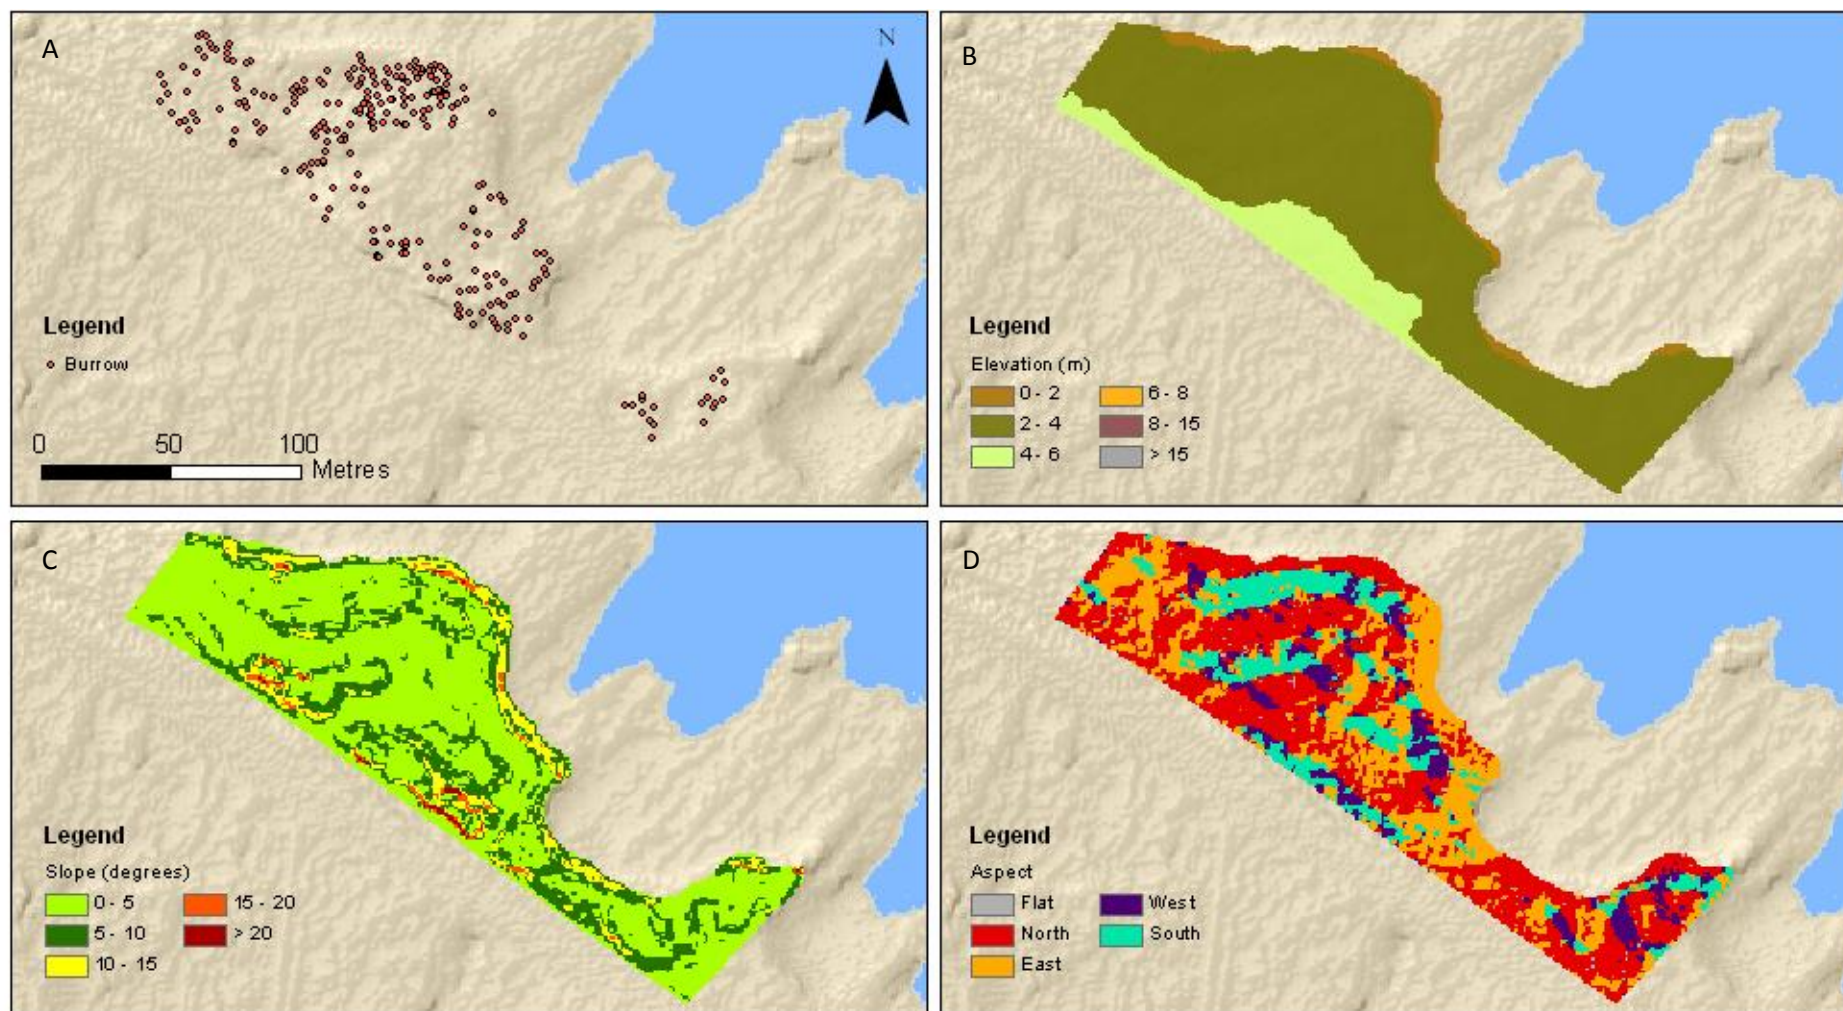 A
N
Legend
Burrow
0 50 100
Metres
B
Legend
Elevation (m)
0 - 2 6 - 8
2 - 4 8 - 15
4 - 6 > 15
C
Legend
Slope (degrees)
0 - 5 15 - 20
5 - 10 > 20
10 - 15
D
Legend
Aspect
Flat West
North South
East